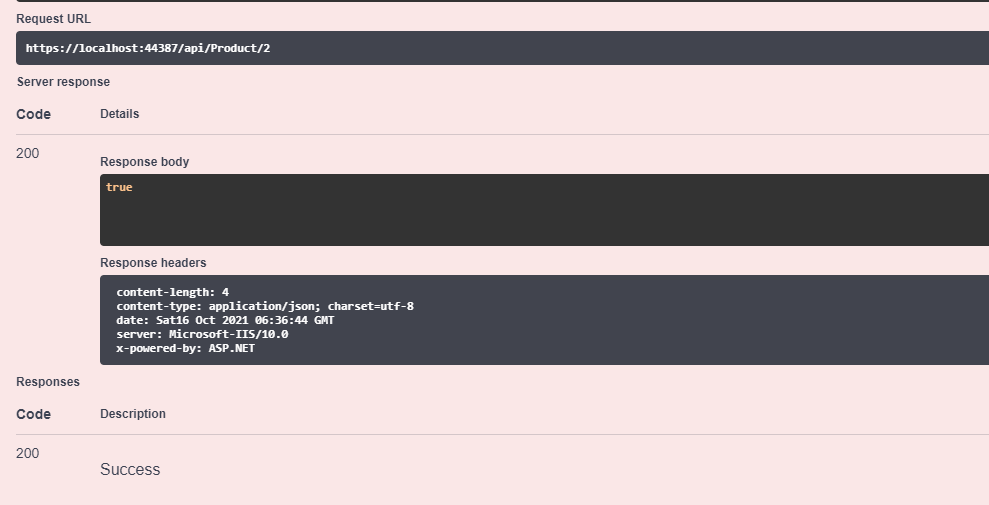 Request URL
https://localhost:44387/api/Product/2
Server response
Code Details
200
Response body
true
Response headers
content-length: 4
content-type: application/json; charset=utf-8
date: Sat16 Oct 2021 06:36:44 GMT
server: Microsoft-IIS/10.0
x-powered-by: ASP.NET
Responses
Code Description
200
Success